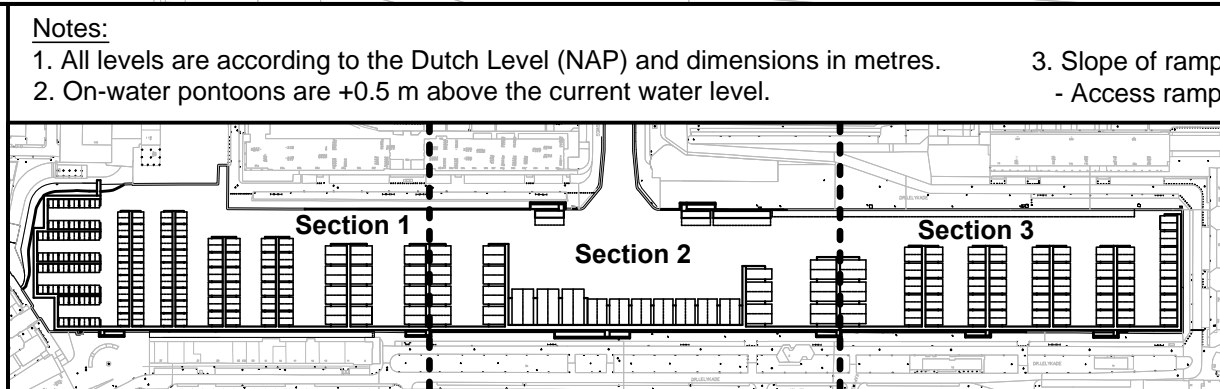 Notes:
1. All levels are according to the Dutch Level (NAP) and dimensions in metres.
2. On-water pontoons are +0.5 m above the current water level.
3. Slope of ramp
- Access ramp
Section 1
Section 2
Section 3